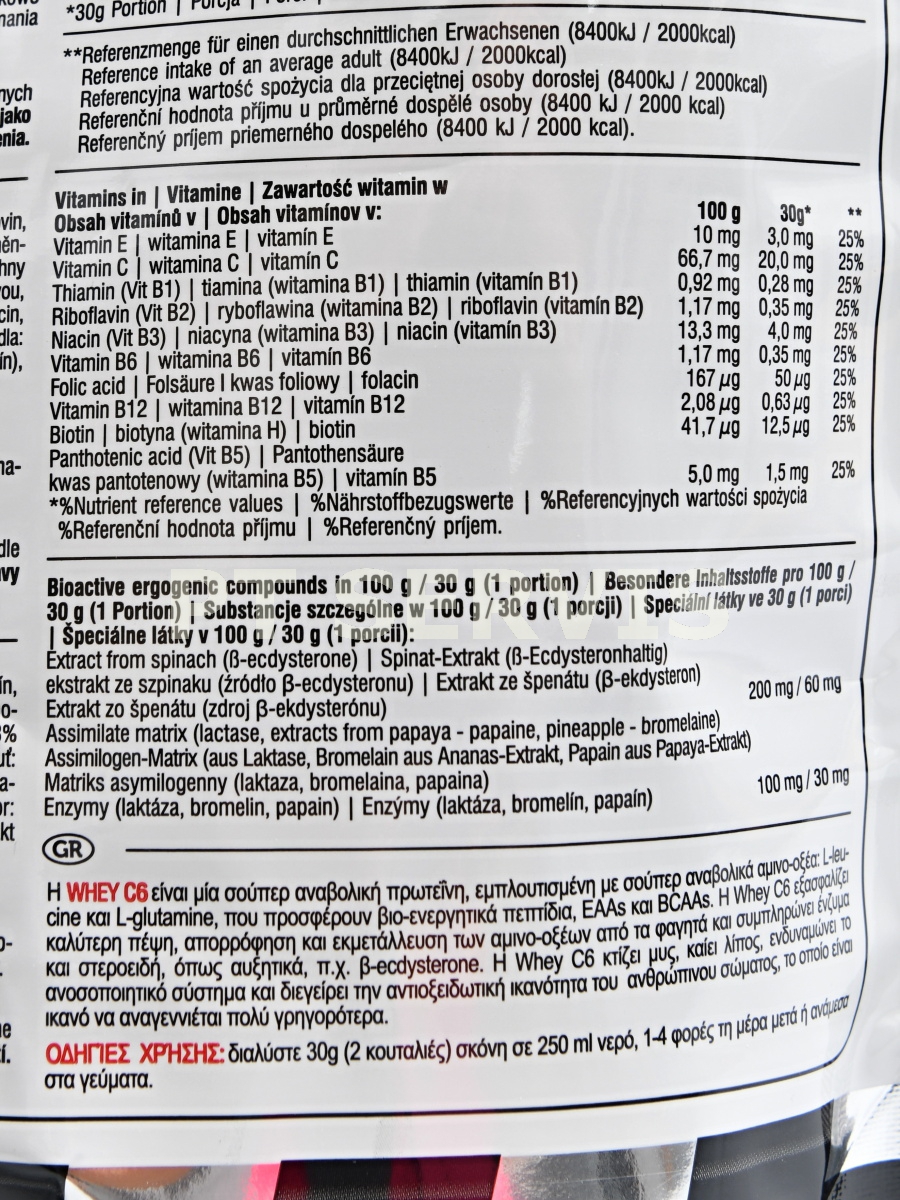 *30g Portion | Porcja |
mania
**Referenzmenge für einen durchschnittlichen Erwachsenen (8400kJ / 2000kcal)
Reference intake of an average adult (8400kJ / 2000kcal)
Referencyjna wartość spożycia dla przeciętnej osoby dorosłej (8400kJ / 2000kcal)
Referenční hodnota příjmu u průměrné dospělé osoby (8400 kJ / 2000 kcal)
Referenčný príjem priemerného dospelého (8400 kJ / 2000 kcal).
nych
jako
enia.
Vitamins in | Vitamine | Zawartość witamin w
Obsah vitamínů v | Obsah vitamínov v: 100 g 30g* **
Vitamin E | witamina E | vitamín E 10 mg 3,0 mg 25%
Vitamin C | witamina C | vitamín C 66,7 mg 20,0 mg 25%
Thiamin (Vit B1) | tiamina (witamina B1) | thiamin (vitamín B1) 0,92 mg 0,28 mg 25%
Riboflavin (Vit B2) | ryboflawina (witamina B2) | riboflavin (vitamín B2) 1,17 mg 0,35 mg 25%
Niacin (Vit B3) | niacyna (witamina B3) | niacin (vitamín B3) 13,3 mg 4,0 mg 25%
Vitamin B6 | witamina B6 | vitamín B6 1,17 mg 0,35 mg 25%
Folic acid | Folsäure I kwas foliowy | folacin 167 µg 50 µg 25%
Vitamin B12 | witamina B12 | vitamín B12 2,08 µg 0,63 µg 25%
Biotin | biotyna (witamina H) | biotin 41,7 µg 12,5 µg 25%
Panthotenic acid (Vit B5) | Pantothensäure
kwas pantotenowy (witamina B5) | vitamín B5 5,0 mg 1,5 mg 25%
*%Nutrient reference values | %Nährstoffbezugswerte | %Referencyjnych wartości spożycia
%Referenční hodnota příjmu | %Referenčný príjem.
Bioactive ergogenic compounds in 100 g / 30 g (1 portion) | Besondere Inhaltsstoffe pro 100 g /
30 g (1 Portion) | Substancje szczególne w 100 g / 30 g (1 porcji) | Speciální látky ve 30 g (1 porci)
| Špeciálne látky v 100 g / 30 g (1 porcii):
Extract from spinach (ß-ecdysterone) | Spinat-Extrakt (ß-Ecdysteronhaltig)
ekstrakt ze szpinaku (źródło β-ecdysteronu) | Extrakt ze špenátu (β-ekdysteron)
Extrakt zo špenátu (zdroj β-ekdysterónu) 200 mg / 60 mg
Assimilate matrix (lactase, extracts from papaya - papaine, pineapple - bromelaine)
Assimilogen-Matrix (aus Laktase, Bromelain aus Ananas-Extrakt, Papain aus Papaya-Extrakt)
Matriks asymilogenny (laktaza, bromelaina, papaina)
Enzymy (laktáza, bromelin, papain) | Enzýmy (laktáza, bromelín, papaín) 100 mg / 30 mg
GR
Η WHEY C6 είναι μία σούπερ αναβολική πρωτεΐνη, εμπλουτισμένη με σούπερ αναβολικά αμινο-οξέα: L-leu-
cine και L-glutamine, που προσφέρουν βιο-ενεργητικά πεπτίδια, EAAs και BCAAs. Η Whey C6 εξασφαλίζει
καλύτερη πέψη, απορρόφηση και εκμετάλλευση των αμινο-οξέων από τα φαγητά και συμπληρώνει ένζυμα
και στεροειδή, όπως αυξητικά, π.χ. β-ecdysterone. Η Whey C6 κτίζει μυς, καίει λίπος, ενδυναμώνει το
ανοσοποιητικό σύστημα και διεγείρει την αντιοξειδωτική ικανότητα του ανθρώπινου σώματος, το οποίο είναι
ικανό να αναγεννιέται πολύ γρηγορότερα.
ΟΔΗΓΙΕΣ ΧΡΗΣΗΣ: διαλύστε 30g (2 κουταλιές) σκόνη σε 250 ml νερό, 1-4 φορές τη μέρα μετά ή ανάμεσα
στα γεύματα.